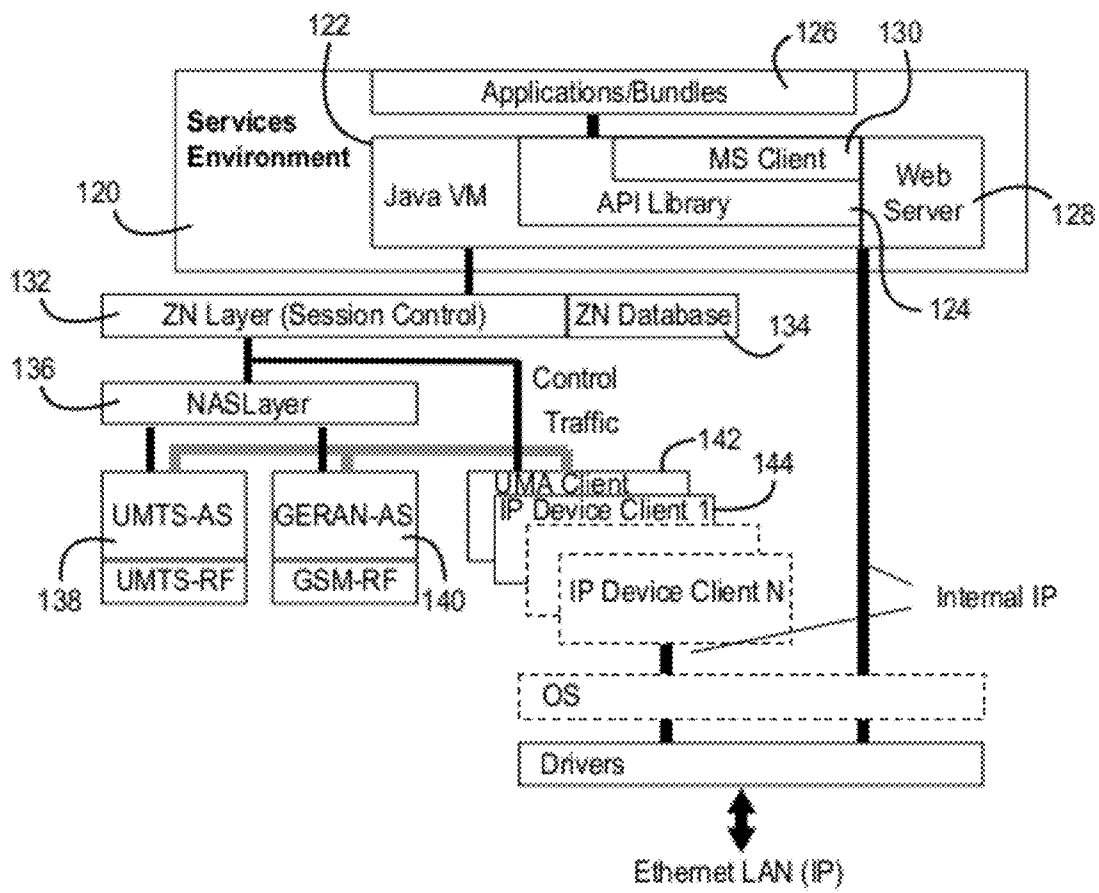 122
126
130
Applications/Bundles
Services
Environment
MS Client
Java VM
API Library
Web
Server
120
128
132
ZN Layer (Session Control)
ZN Database
124
134
136
NASLayer
Control
Traffic
142
UMA Client
144
IP Device Client 1
UMTS-AS
GERAN-AS
UMTS-RF
GSM-RF
138
140
IP Device Client N
Internal IP
OS
Drivers
Ethernet LAN (IP)